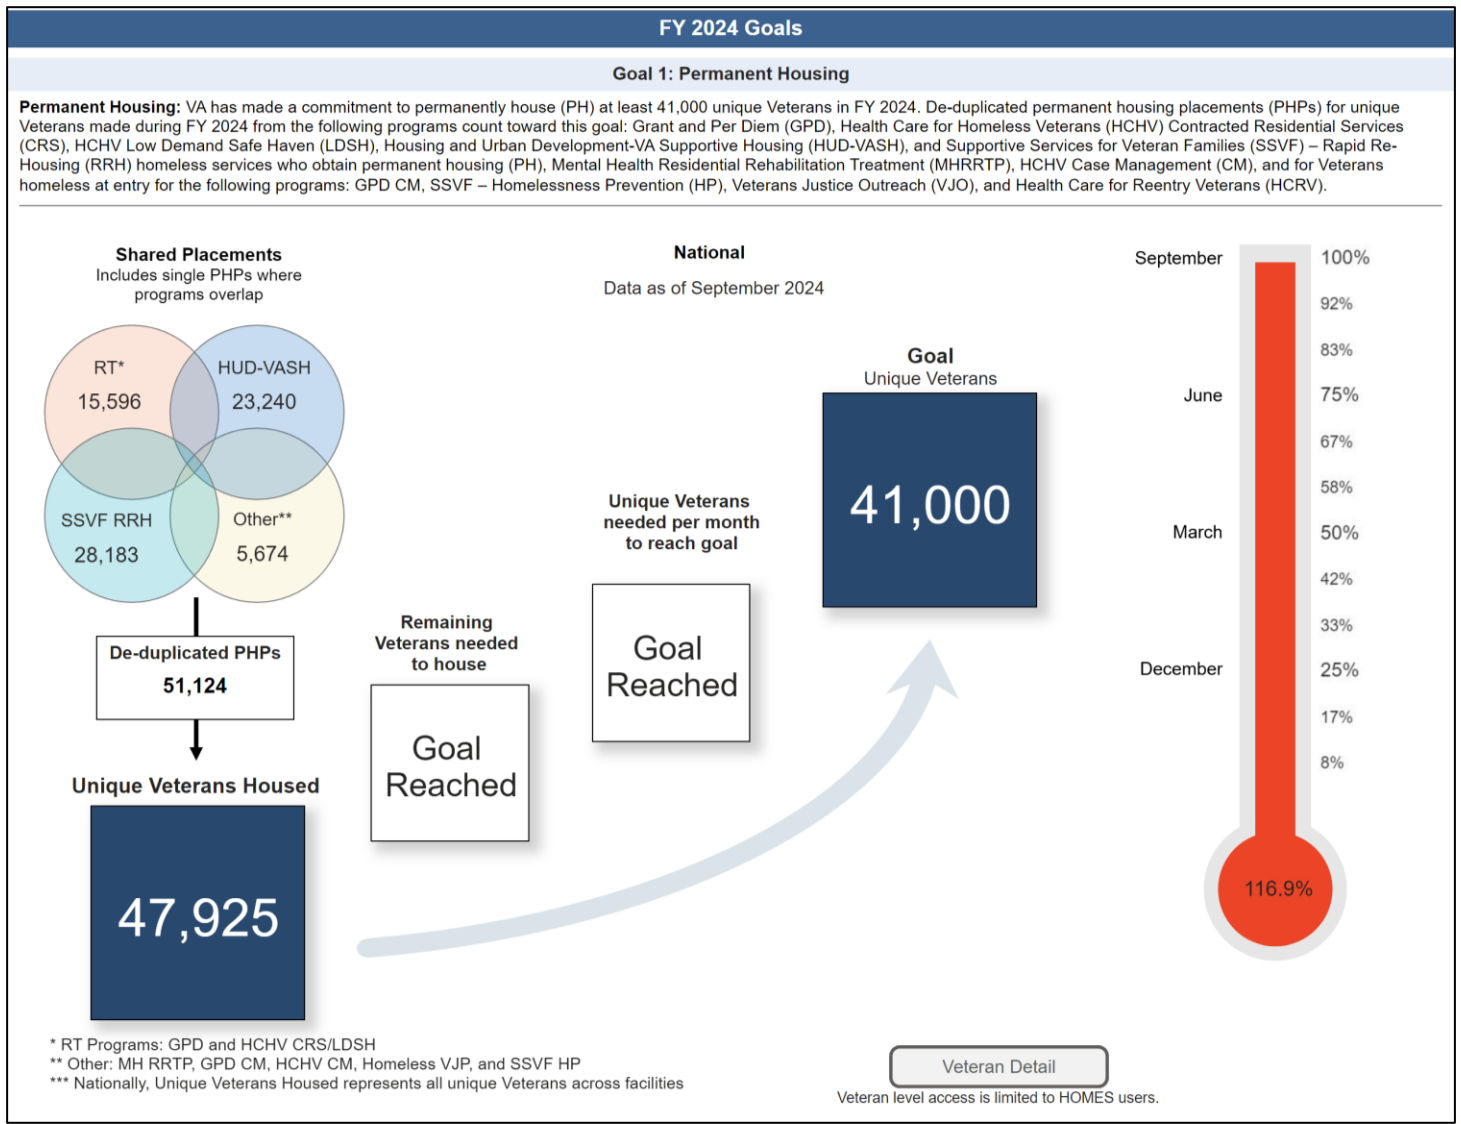 FY 2024 Goals
Goal 1: Permanent Housing
Permanent Housing: VA has made a commitment to permanently house (PH) at least 41,000 unique Veterans in FY 2024. De-duplicated permanent housing placements (PHPs) for unique
Veterans made during FY 2024 from the following programs count toward this goal: Grant and Per Diem (GPD), Health Care for Homeless Veterans (HCHV) Contracted Residential Services
(CRS), HCHV Low Demand Safe Haven (LDSH), Housing and Urban Development-VA Supportive Housing (HUD-VASH), and Supportive Services for Veteran Families (SSVF) – Rapid Re-
Housing (RRH) homeless services who obtain permanent housing (PH), Mental Health Residential Rehabilitation Treatment (MHRRTP), HCHV Case Management (CM), and for Veterans
homeless at entry for the following programs: GPD CM, SSVF – Homelessness Prevention (HP), Veterans Justice Outreach (VJO), and Health Care for Reentry Veterans (HCRV).
Shared Placements
Includes single PHPs where
programs overlap
RT*
15,596
HUD-VASH
23,240
SSVF RRH
28,183
Other**
5,674
De-duplicated PHPs
51,124
Unique Veterans Housed
47,925
Remaining
Veterans needed
to house
Goal
Reached
National
Data as of September 2024
Unique Veterans
needed per month
to reach goal
Goal
Reached
Goal
Unique Veterans
41,000
September
100%
92%
83%
June
75%
67%
58%
March
50%
42%
33%
December
25%
17%
8%
116.9%
* RT Programs: GPD and HCHV CRS/LDSH
** Other: MH RRTP, GPD CM, HCHV CM, Homeless VJP, and SSVF HP
*** Nationally, Unique Veterans Housed represents all unique Veterans across facilities
Veteran Detail
Veteran level access is limited to HOMES users.